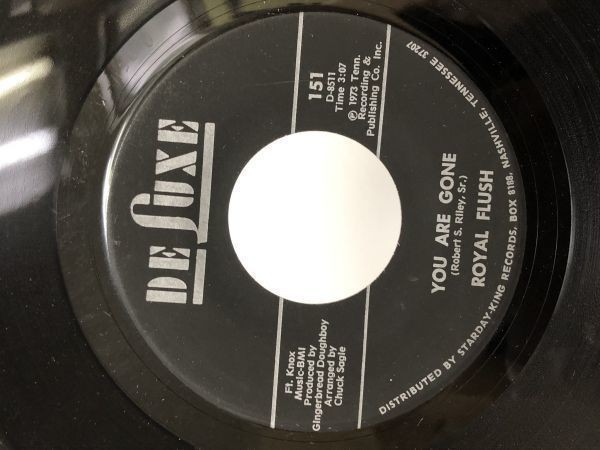 DELUXE
Ft. Knox
Music-BMI
Produced by
Gingerbread Doughboy
Arranged by
Chuck Sagle
151
D-8511
Time 3:07
Ⓟ 1973 Tenn.
Recording &
Publishing Co. Inc.
YOU ARE GONE
(Robert S. Riley, Sr.)
ROYAL FLUSH
DISTRIBUTED BY STARDAY-KING RECORDS, BOX 8188, NASHVILLE, TENNESSEE 37207